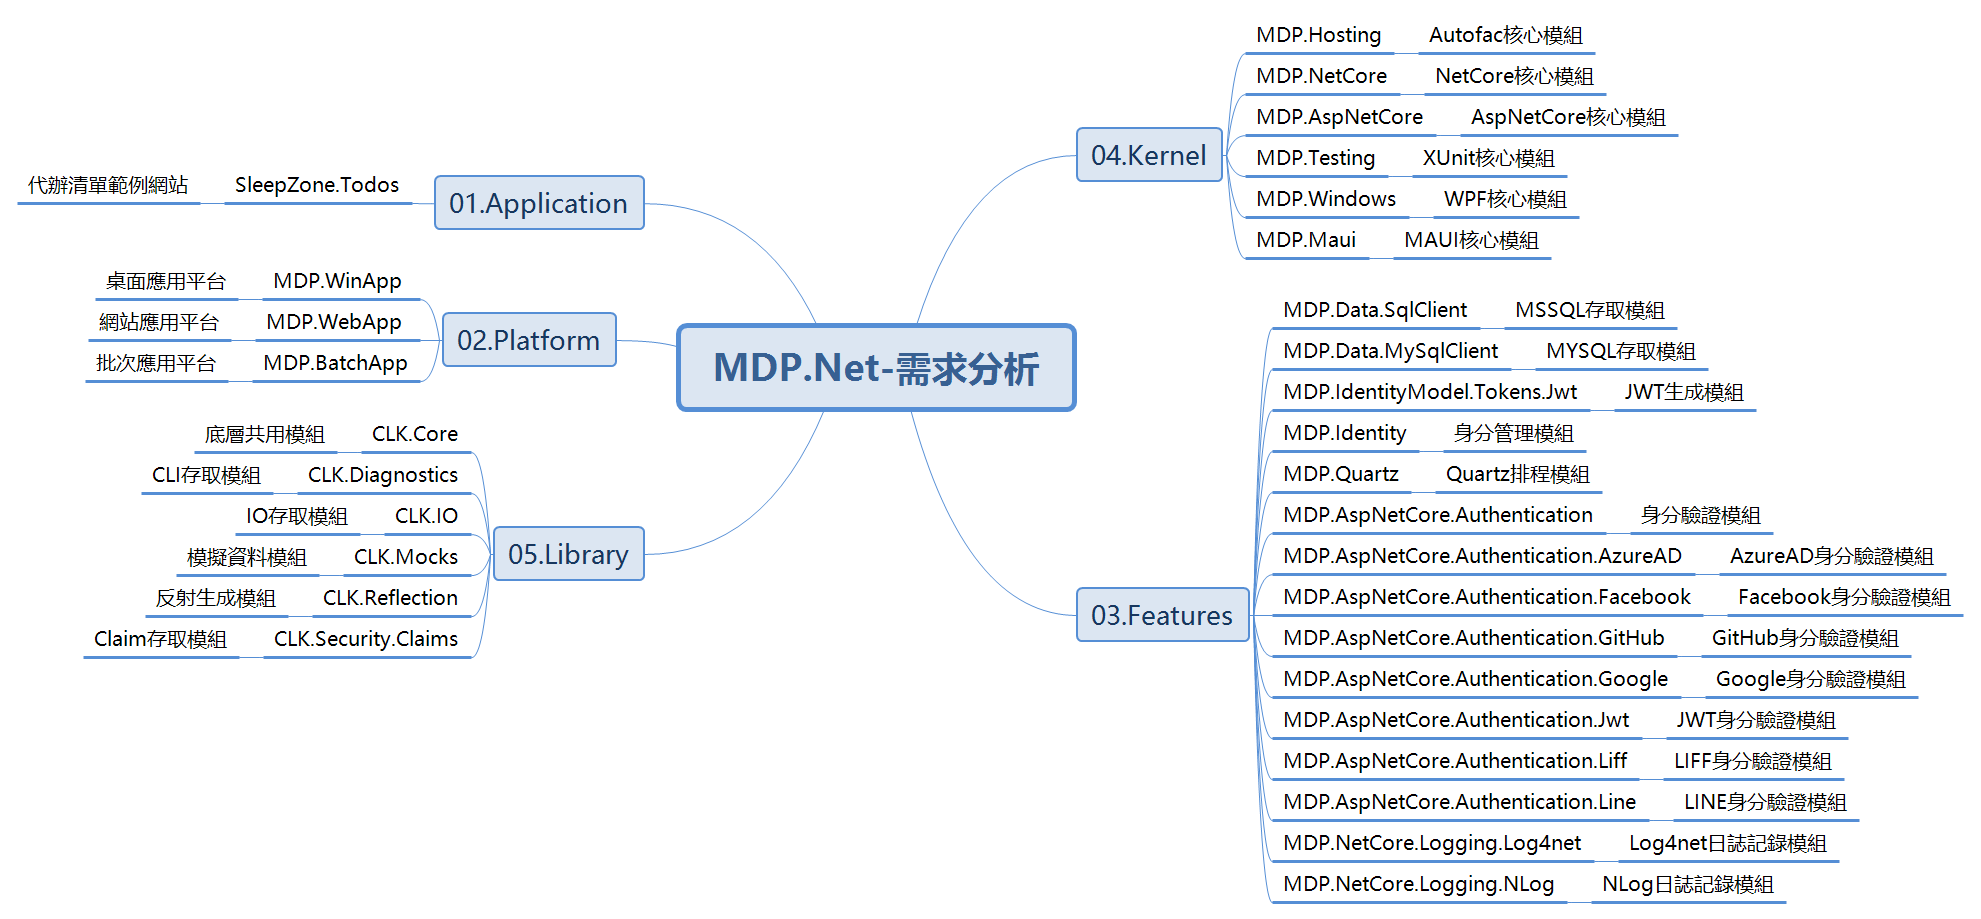 MDP.Net-需求分析
01.Application
SleepZone.Todos
代辦清單範例網站
02.Platform
MDP.WinApp
桌面應用平台
MDP.WebApp
網站應用平台
MDP.BatchApp
批次應用平台
03.Features
MDP.Data.SqlClient
MSSQL存取模組
MDP.Data.MySqlClient
MYSQL存取模組
MDP.IdentityModel.Tokens.Jwt
JWT生成模組
MDP.Identity
身分管理模組
MDP.Quartz
Quartz排程模組
MDP.AspNetCore.Authentication
身分驗證模組
MDP.AspNetCore.Authentication.AzureAD
AzureAD身分驗證模組
MDP.AspNetCore.Authentication.Facebook
Facebook身分驗證模組
MDP.AspNetCore.Authentication.GitHub
GitHub身分驗證模組
MDP.AspNetCore.Authentication.Google
Google身分驗證模組
MDP.AspNetCore.Authentication.Jwt
JWT身分驗證模組
MDP.AspNetCore.Authentication.Liff
LIFF身分驗證模組
MDP.AspNetCore.Authentication.Line
LINE身分驗證模組
MDP.NetCore.Logging.Log4net
Log4net日誌記錄模組
MDP.NetCore.Logging.NLog
NLog日誌記錄模組
04.Kernel
MDP.Hosting
Autofac核心模組
MDP.NetCore
NetCore核心模組
MDP.AspNetCore
AspNetCore核心模組
MDP.Testing
XUnit核心模組
MDP.Windows
WPF核心模組
MDP.Maui
MAUI核心模組
05.Library
CLK.Core
底層共用模組
CLK.Diagnostics
CLI存取模組
CLK.IO
IO存取模組
CLK.Mocks
模擬資料模組
CLK.Reflection
反射生成模組
CLK.Security.Claims
Claim存取模組